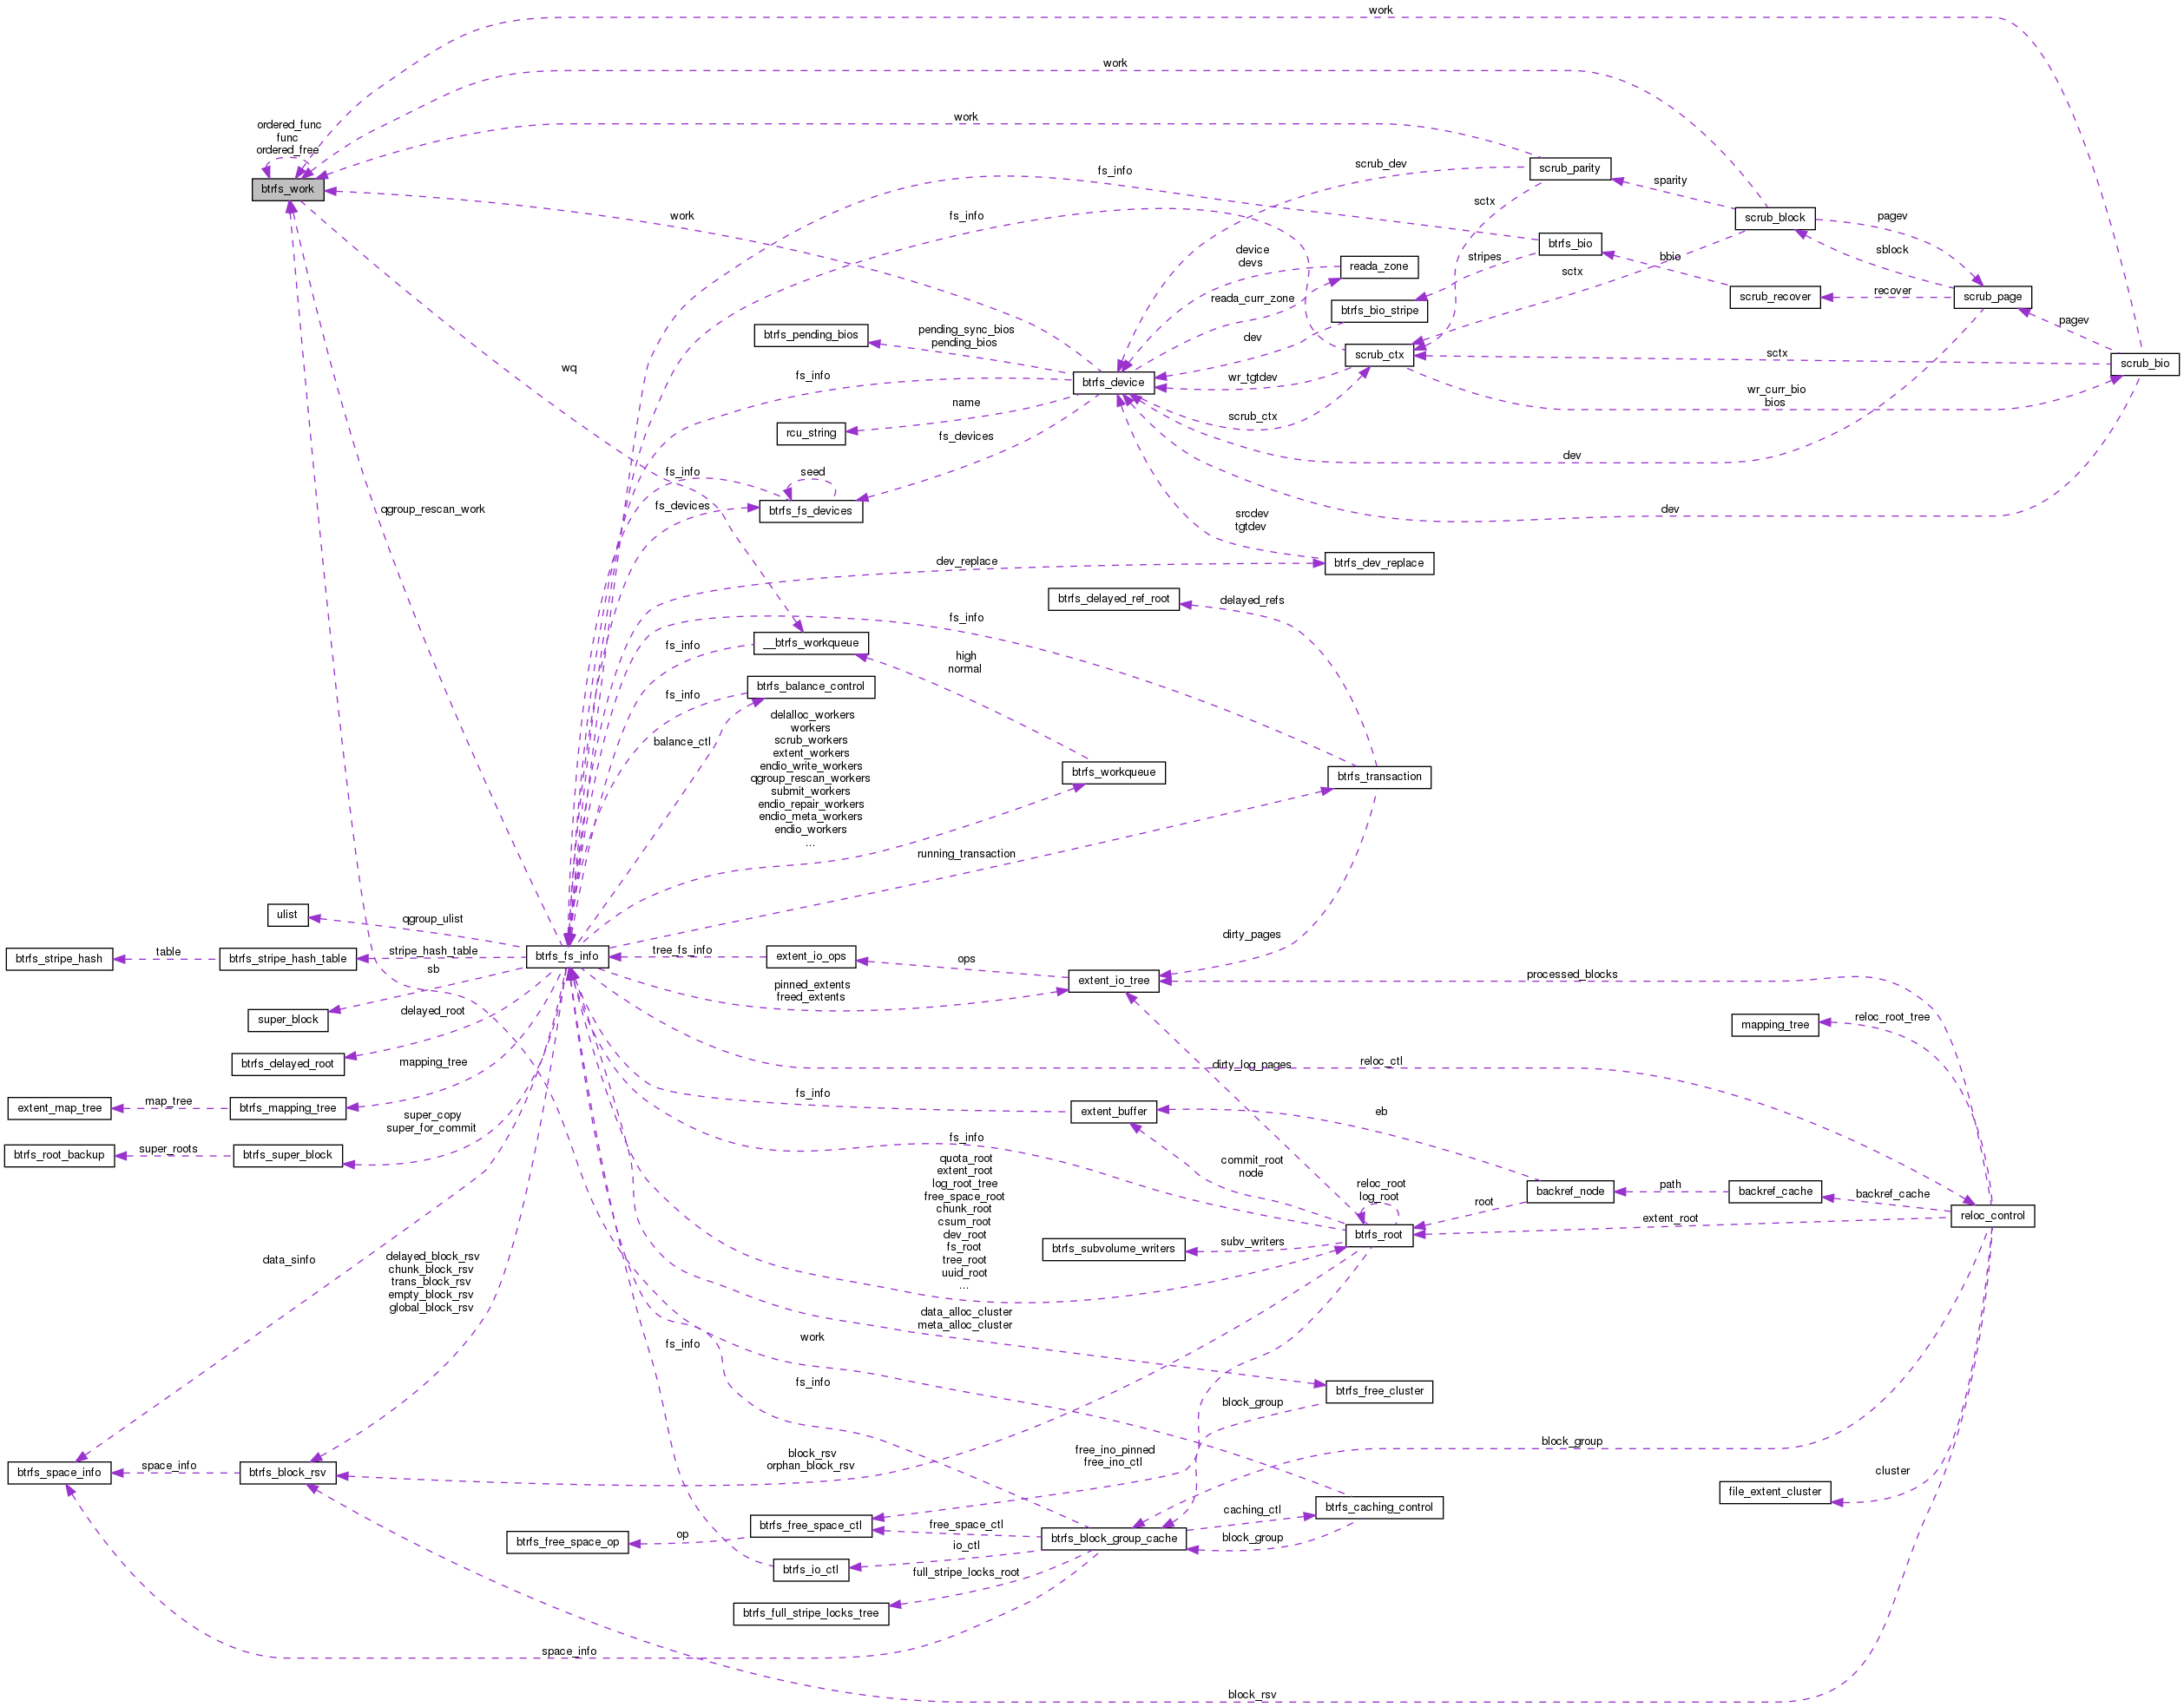 work
work
ordered_func
func
ordered_free
work
scrub_dev
scrub_parity
fs_info
sparity
btrfs_work
sctx
work
fs_info
scrub_block
pagev
device
devs
btrfs_bio
sblock
stripes
bbio
reada_zone
sctx
reada_curr_zone
scrub_recover
recover
scrub_page
btrfs_bio_stripe
pagev
pending_sync_bios
pending_bios
btrfs_pending_bios
dev
scrub_ctx
sctx
scrub_bio
wq
fs_info
btrfs_device
wr_tgtdev
wr_curr_bio
bios
name
scrub_ctx
rcu_string
fs_devices
dev
fs_info
seed
qgroup_rescan_work
fs_devices
btrfs_fs_devices
srcdev
tgtdev
dev
dev_replace
btrfs_dev_replace
btrfs_delayed_ref_root
delayed_refs
fs_info
__btrfs_workqueue
fs_info
high
normal
btrfs_balance_control
fs_info
balance_ctl
delalloc_workers
workers
scrub_workers
extent_workers
endio_write_workers
qgroup_rescan_workers
submit_workers
endio_repair_workers
endio_meta_workers
endio_workers
...
btrfs_workqueue
btrfs_transaction
running_transaction
ulist
qgroup_ulist
dirty_pages
btrfs_stripe_hash
table
btrfs_stripe_hash_table
stripe_hash_table
btrfs_fs_info
tree_fs_info
extent_io_ops
ops
sb
pinned_extents
freed_extents
extent_io_tree
processed_blocks
super_block
delayed_root
mapping_tree
reloc_root_tree
btrfs_delayed_root
mapping_tree
dirty_log_pages
reloc_ctl
extent_map_tree
map_tree
btrfs_mapping_tree
fs_info
extent_buffer
eb
super_copy
super_for_commit
btrfs_root_backup
super_roots
btrfs_super_block
fs_info
commit_root
node
quota_root
extent_root
log_root_tree
free_space_root
chunk_root
csum_root
dev_root
fs_root
tree_root
uuid_root
...
reloc_root
log_root
root
backref_node
path
backref_cache
backref_cache
reloc_control
extent_root
btrfs_root
btrfs_subvolume_writers
subv_writers
data_sinfo
delayed_block_rsv
chunk_block_rsv
trans_block_rsv
empty_block_rsv
global_block_rsv
data_alloc_cluster
meta_alloc_cluster
fs_info
work
fs_info
btrfs_free_cluster
block_group
block_group
free_ino_pinned
free_ino_ctl
block_rsv
orphan_block_rsv
btrfs_space_info
space_info
btrfs_block_rsv
cluster
file_extent_cluster
caching_ctl
btrfs_caching_control
btrfs_free_space_ctl
free_space_ctl
btrfs_free_space_op
op
btrfs_block_group_cache
block_group
io_ctl
btrfs_io_ctl
full_stripe_locks_root
btrfs_full_stripe_locks_tree
space_info
block_rsv